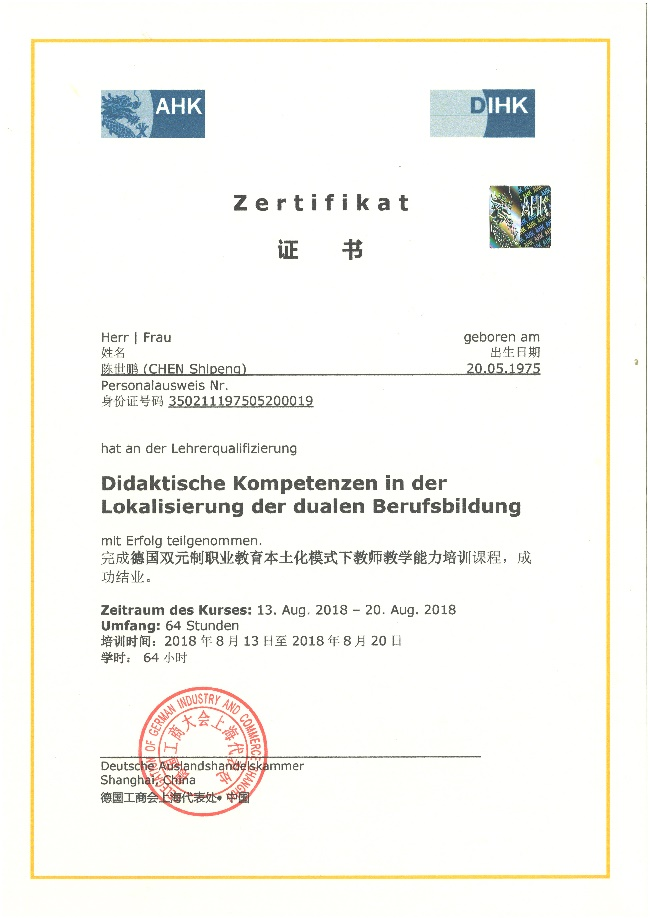 AHK
DIHK
Zertifikat
AHK
证 书
Herr | Frau
geboren am
姓名
出生日期
陈世鹏 (CHEN Shipeng)
20.05.1975
Personalausweis Nr.
身份证号码 350211197505200019
hat an der Lehrerqualifizierung
Didaktische Kompetenzen in der
Lokalisierung der dualen Berufsbildung
mit Erfolg teilgenommen.
完成德国双元制职业教育本土化模式下教师教学能力培训课程，成
功结业。
Zeitraum des Kurses: 13. Aug. 2018 – 20. Aug. 2018
Umfang: 64 Stunden
培训时间：2018 年 8 月 13 日至 2018 年 8 月 20 日
学时： 64 小时
DELEGATION OF GERMAN INDUSTRY AND COMMERCE SHANGHAI
德国工商大会上海代表处
Deutsche Auslandshandelskammer
Shanghai, China
德国工商会上海代表处• 中国